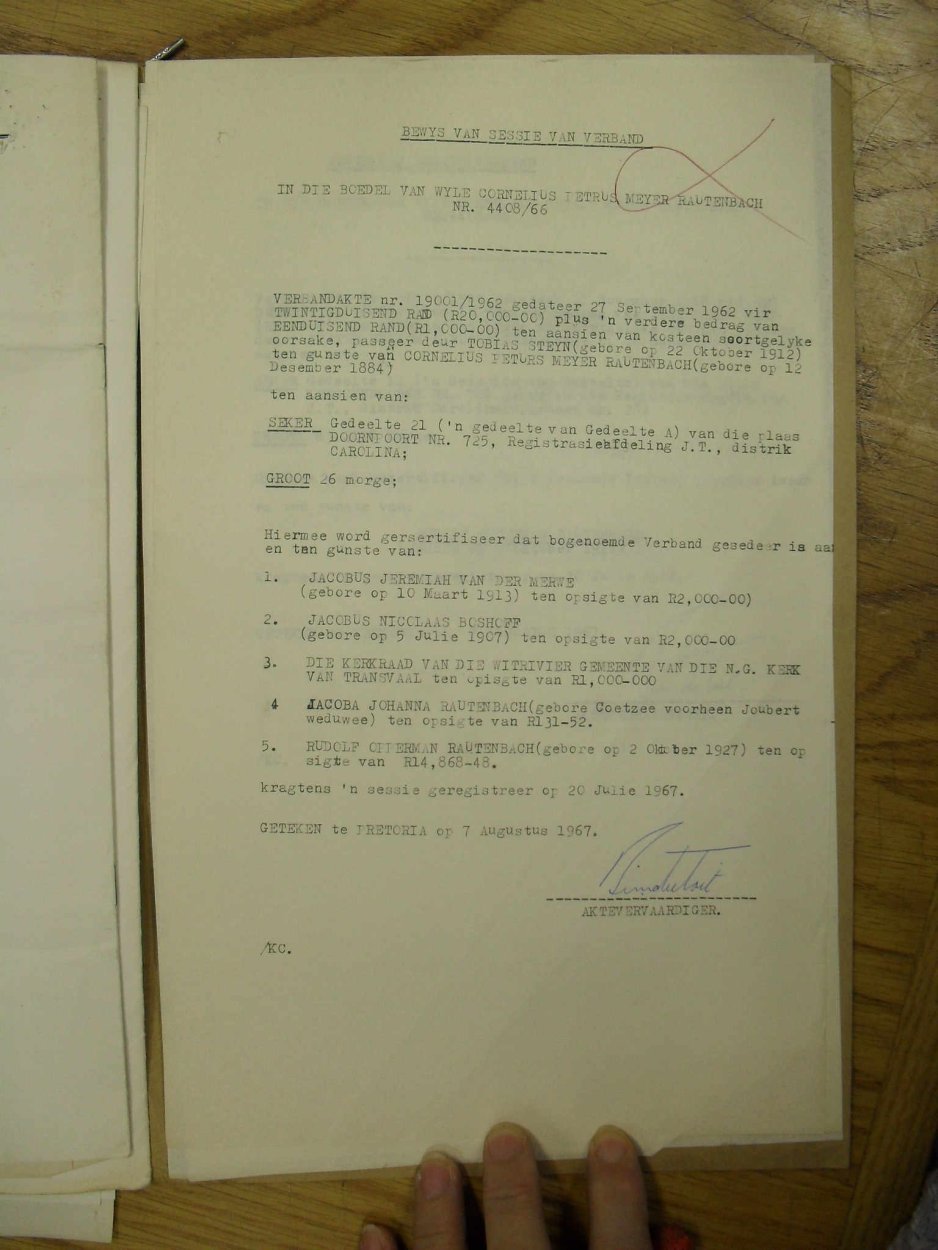 BEWYS VAN SESSIE VAN VERBAND
IN DIE BOEDEL VAN WYLE CORNELIUS PETRUS MEYER RAUTENBACH
NR. 4408/66
VERBANDAKTE nr. 19001/1962 gedateer 27 September 1962 vir
TWINTIGDUISEND RAND (R20,000-00) plus 'n verdere bedrag van
EENDUISEND RAND(R1,000-00) ten aansien van kosteen soortgelyke
oorsake, passeer deur TOBIAS STEYN(gebore op 22 Oktober 1912)
ten gunste van CORNELIUS PETURS MEYER RAUTENBACH(gebore op 12
Desember 1884)
ten aansien van:
SEKER Gedeelte 21 ('n gedeelte van Gedeelte A) van die plaas
DOORNPOORT NR. 725, Registrasieafdeling J.T., distrik
CAROLINA;
GROOT 26 morge;
Hiermee word gersertifiseer dat bogenoemde Verband gesedeer is aan
en ten gunste van:
1. JACOBUS JEREMIAH VAN DER MERWE
(gebore op 10 Maart 1913) ten opsigte van R2,000-00)
2. JACOBUS NICOLAAS BOSHOFF
(gebore op 5 Julie 1907) ten opsigte van R2,000-00
3. DIE KERKRAAD VAN DIE WITRIVIER GEMEENTE VAN DIE N.G. KERK
VAN TRANSVAAL ten opisgte van R1,000-000
4 JACOBA JOHANNA RAUTENBACH(gebore Coetzee voorheen Joubert
weduwee) ten opsigte van R131-52.
5. RUDOLF OPPERMAN RAUTENBACH(gebore op 2 Oktober 1927) ten op
sigte van R14,868-48.
kragtens 'n sessie geregistreer op 20 Julie 1967.
GETEKEN te PRETORIA op 7 Augustus 1967.
AKTEVERVAARDIGER.
/KC.